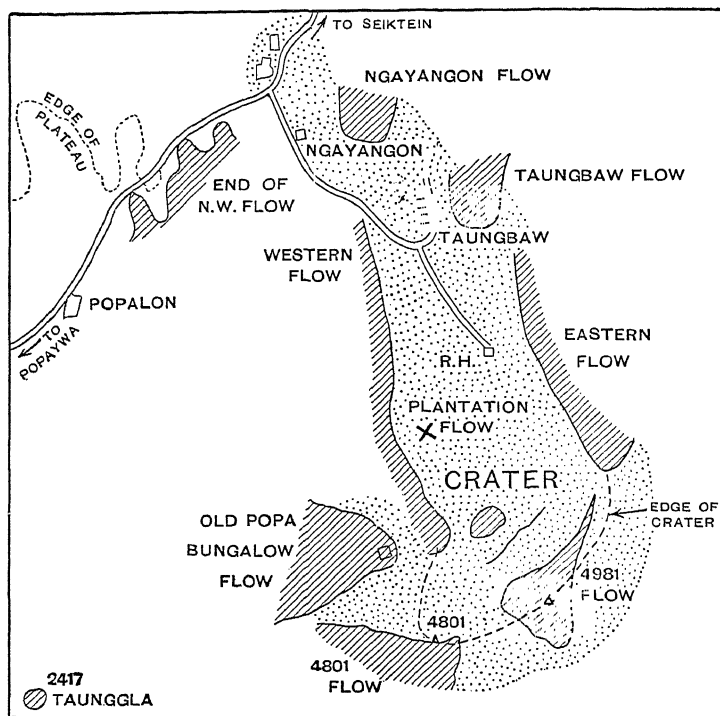 TO SEIKTEIN
NGAYANGON FLOW
EDGE OF
PLATEAU
NGAYANGON
END OF
N.W. FLOW
TAUNGBAW FLOW
TAUNGBAW
WESTERN
FLOW
POPALON
TO
POPAYWA
EASTERN
FLOW
R.H.
PLANTATION
FLOW
CRATER
OLD POPA
BUNGALOW
FLOW
EDGE OF
CRATER
4981
FLOW
4801
4801
FLOW
2417
TAUNGGLA